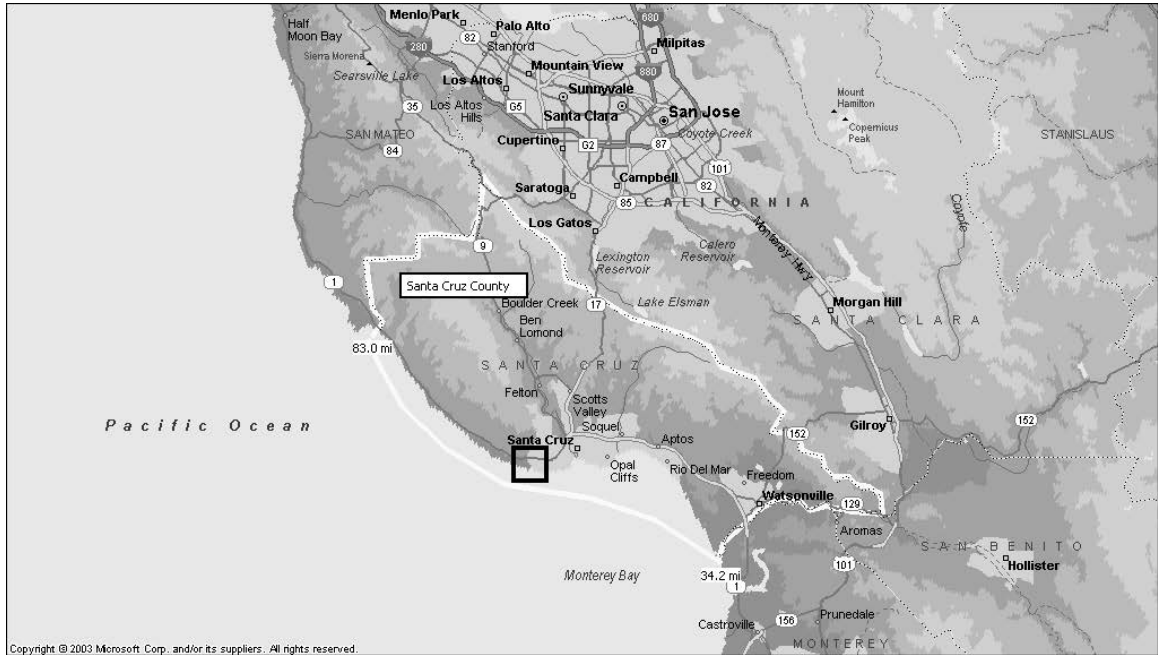 Menlo Park
Palo Alto
680
Half
Moon Bay
82
Stanford
Milpitas
280
Sierra Morena
Searsville Lake
Mountain View
880
Los Altos
Sunnyvale
Mount
Hamilton
35
Los Altos
Hills
G5
Santa Clara
San Jose
Copernicus
Peak
SAN MATEO
Coyote Creek
STANISLAUS
84
Cupertino
G2
87
101
Saratoga
Campbell
82
85
CALIFORNIA
Coyote
Los Gatos
Monterey Hwy
9
Lexington
Reservoir
Calero
Reservoir
1
Santa Cruz County
Boulder Creek
17
Lake Elsman
Morgan Hill
Ben
Lomond
SANTA CLARA
83.0 mi
SANTA CRUZ
Felton
Scotts
Valley
Pacific Ocean
Soquel
Gilroy
152
152
Santa Cruz
Aptos
Opal
Cliffs
Rio Del Mar
Freedom
Watsonville
129
Aromas
SAN BENITO
Hollister
101
Monterey Bay
34.2 mi
1
Castroville
156
Prunedale
MONTEREY
Copyright © 2003 Microsoft Corp. and/or its suppliers. All rights reserved.